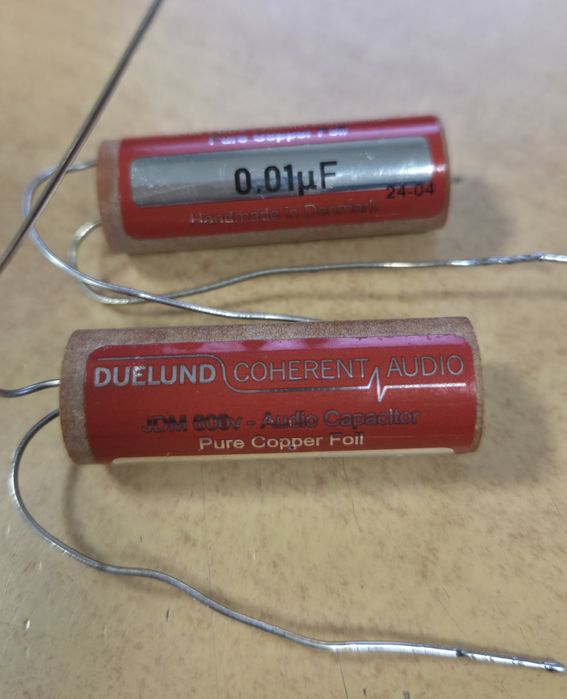 Pure Copper Foil
0.01µF
24-04
Handmade in Denmark
DUELUND COHERENT AUDIO
JDM 600v - Audio Capacitor
Pure Copper Foil